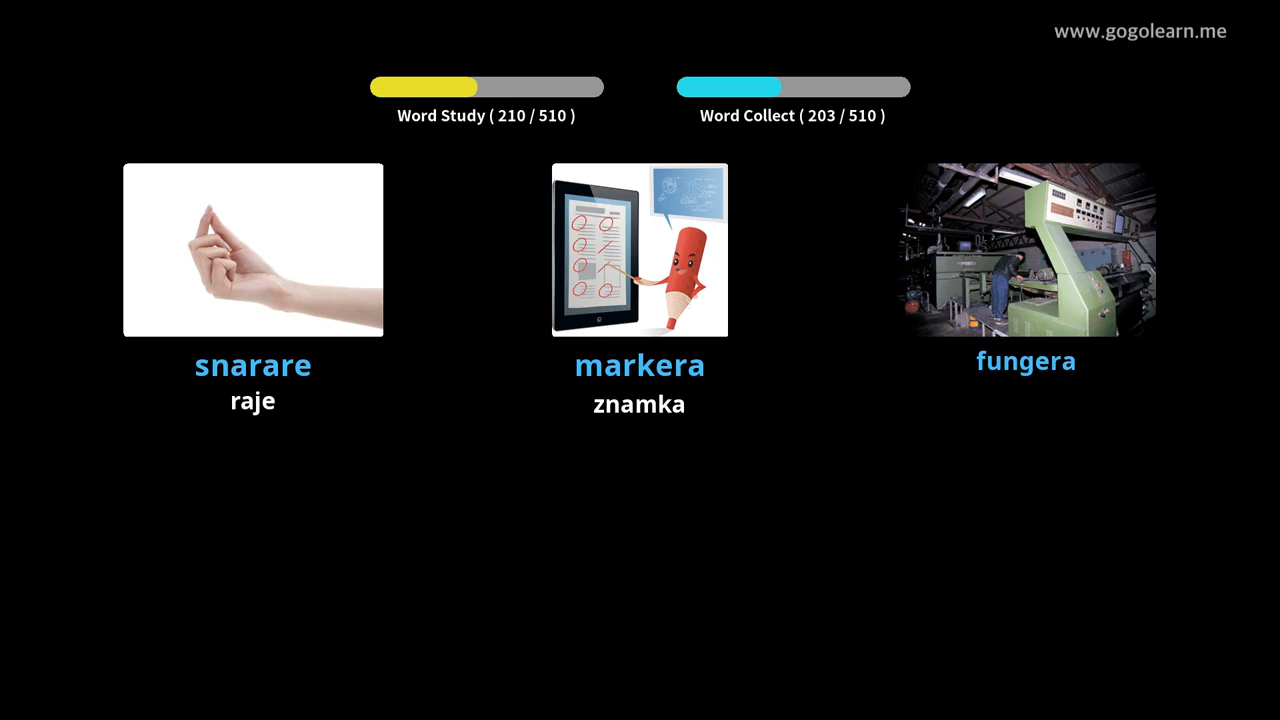 www.gogolearn.me
Word Study ( 210 / 510 )
Word Collect ( 203 / 510 )
snarare
raje
markera
znamka
fungera